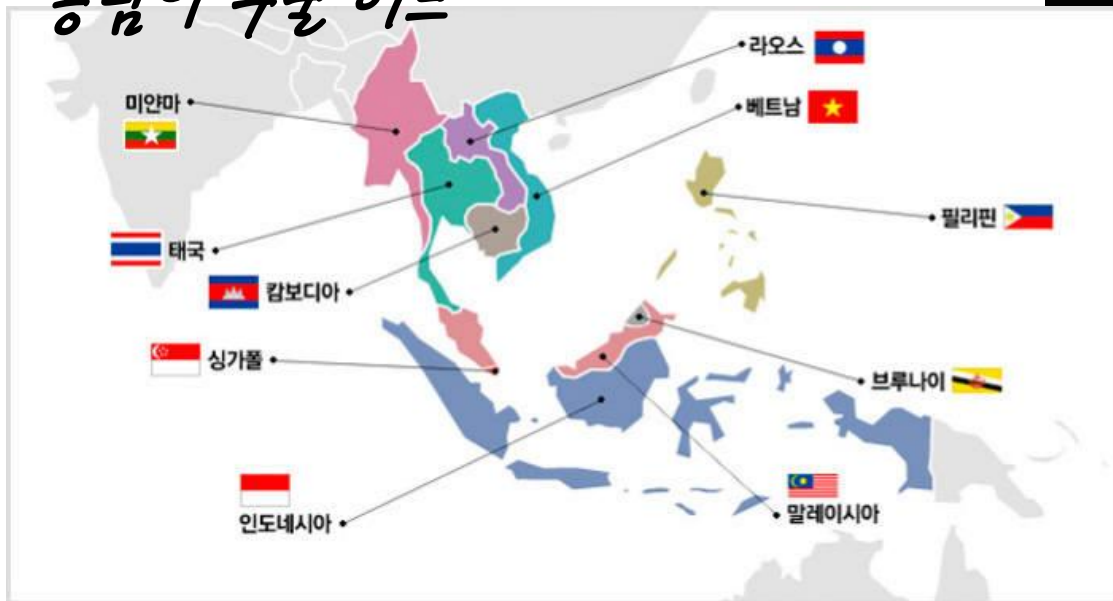 라오스
미얀마
베트남
필리핀
태국
캄보디아
싱가폴
브루나이
인도네시아
말레이시아